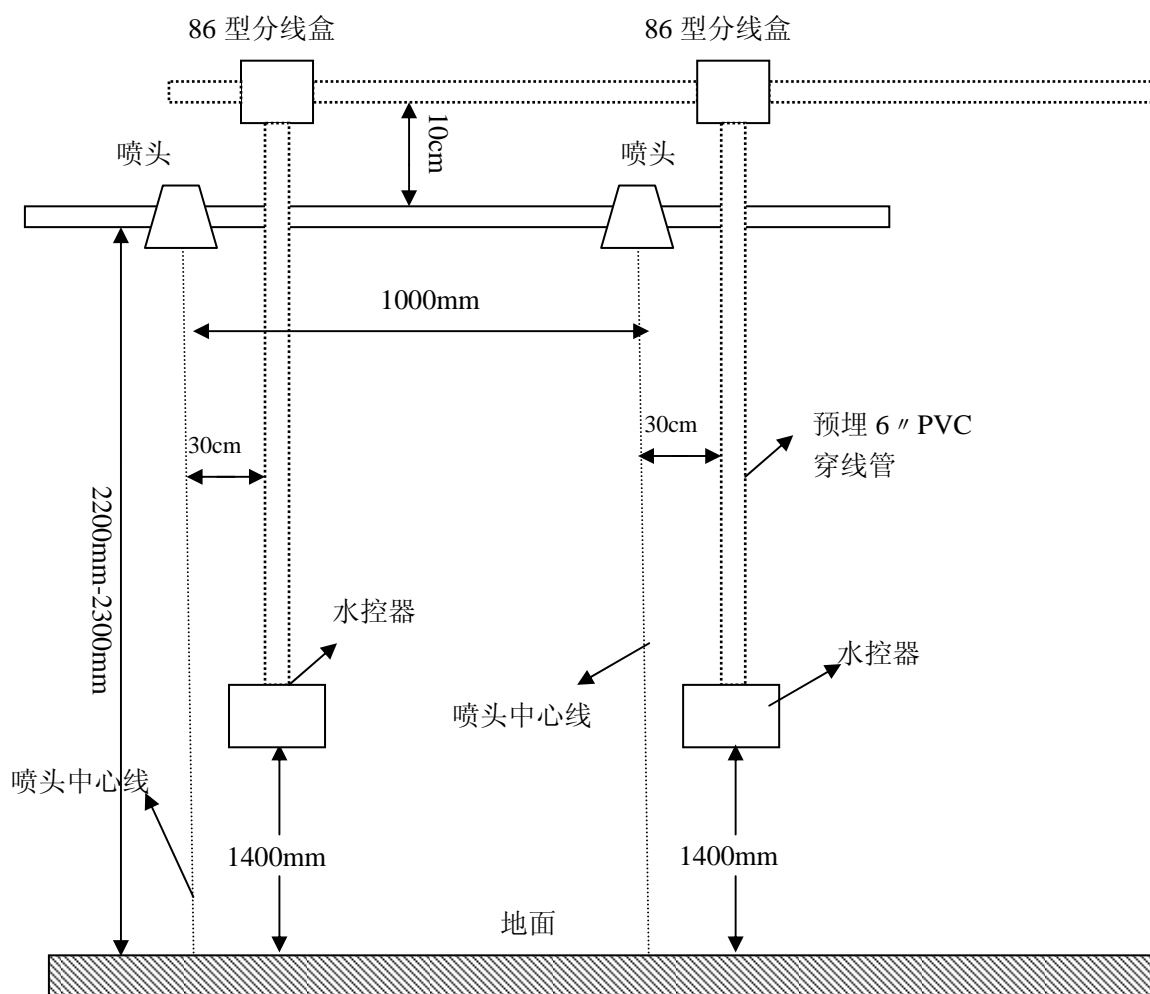 86 型分线盒
86 型分线盒
10cm
喷头
喷头
1000mm
30cm
30cm
预埋 6〃PVC
穿线管
2200mm-2300mm
水控器
水控器
喷头中心线
喷头中心线
1400mm
1400mm
地面